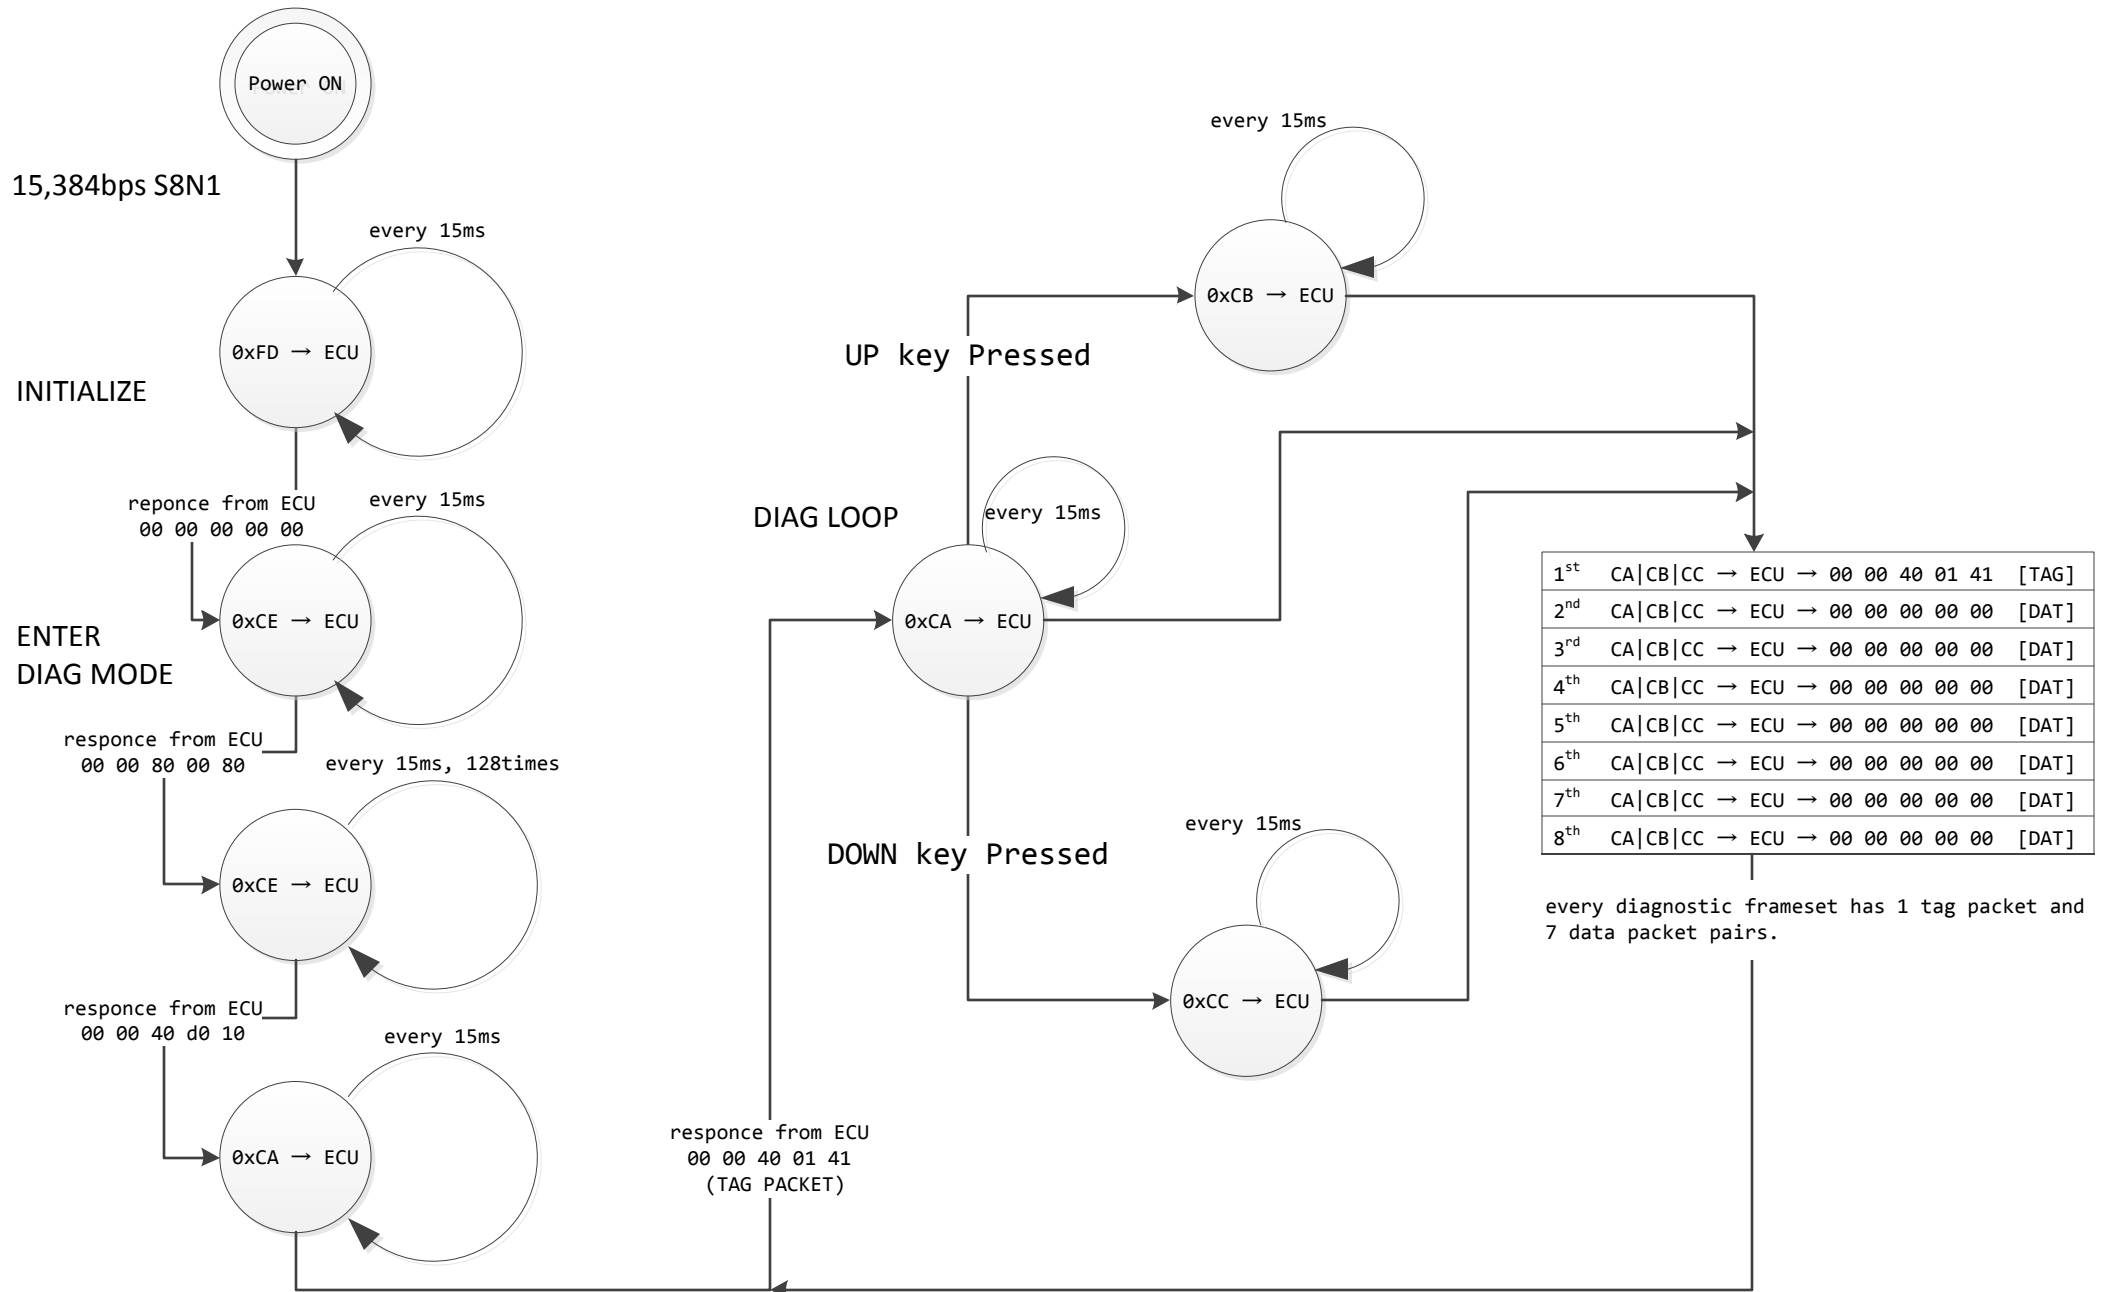 Power ON
15,384bps S8N1
every 15ms
0xFD → ECU
INITIALIZE
reponce from ECU
00 00 00 00 00
every 15ms
0xCE → ECU
ENTER
DIAG MODE
responce from ECU
00 00 80 00 80
every 15ms, 128times
0xCE → ECU
responce from ECU
00 00 40 d0 10
every 15ms
0xCA → ECU
responce from ECU
00 00 40 01 41
(TAG PACKET)
DIAG LOOP
every 15ms
0xCA → ECU
UP key Pressed
every 15ms
0xCB → ECU
DOWN key Pressed
every 15ms
0xCC → ECU
1st CA|CB|CC → ECU → 00 00 40 01 41 [TAG]
2nd CA|CB|CC → ECU → 00 00 00 00 00 [DAT]
3rd CA|CB|CC → ECU → 00 00 00 00 00 [DAT]
4th CA|CB|CC → ECU → 00 00 00 00 00 [DAT]
5th CA|CB|CC → ECU → 00 00 00 00 00 [DAT]
6th CA|CB|CC → ECU → 00 00 00 00 00 [DAT]
7th CA|CB|CC → ECU → 00 00 00 00 00 [DAT]
8th CA|CB|CC → ECU → 00 00 00 00 00 [DAT]
every diagnostic frameset has 1 tag packet and
7 data packet pairs.